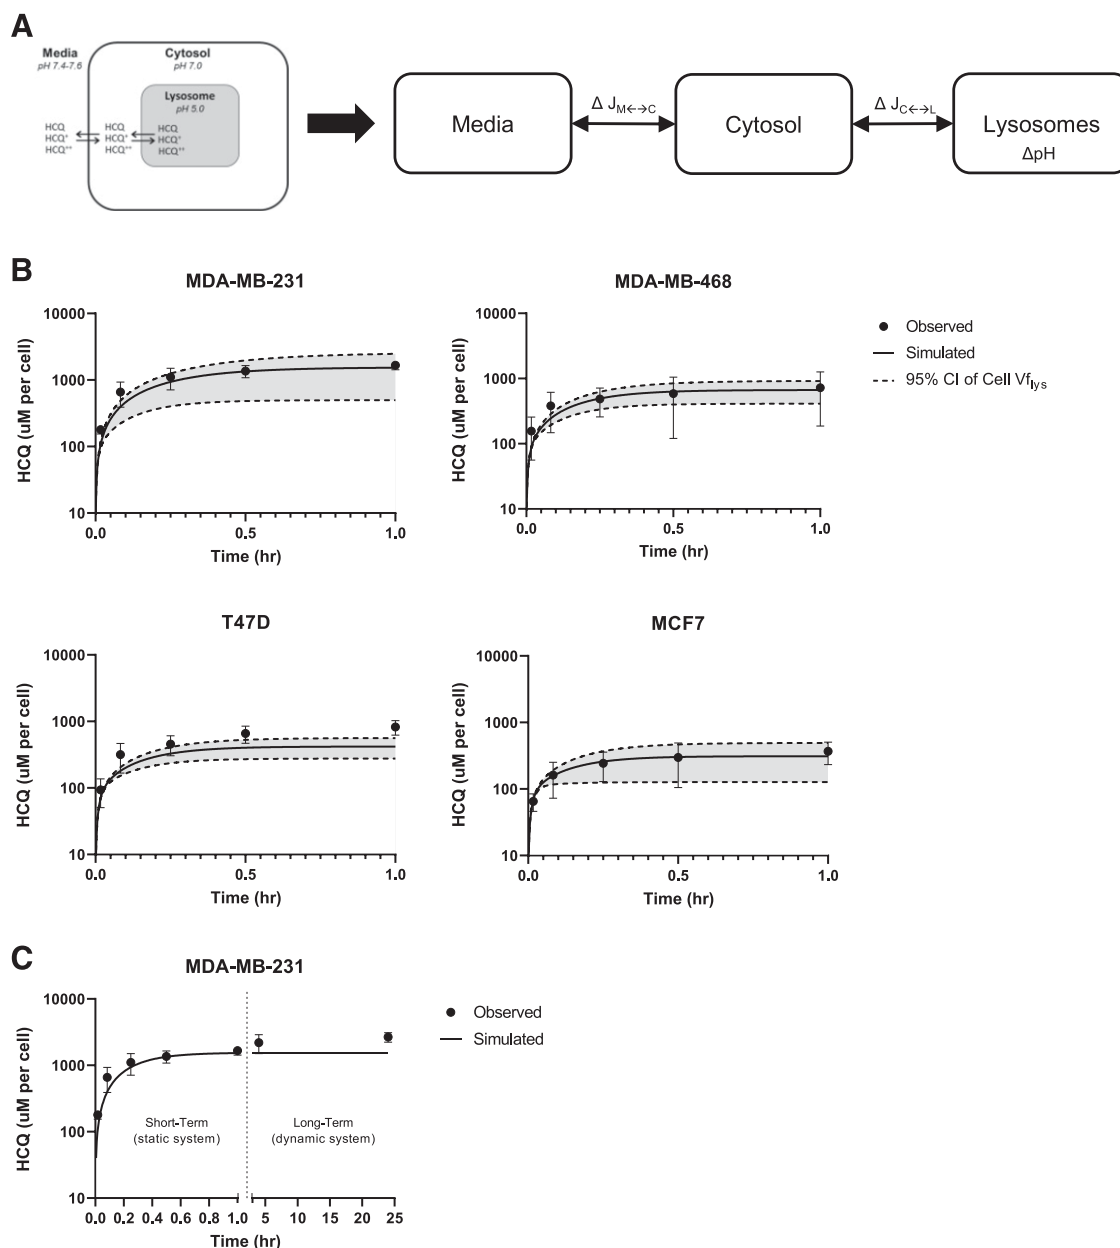 A
Media
pH 7.4-7.6
Cytosol
pH 7.0
Lysosome
pH 5.0
HCQ HCQ HCQ
HCQ⁺ HCQ⁺ HCQ⁺
HCQ⁺⁺ HCQ⁺⁺ HCQ⁺⁺
Media
Δ J_M←→C
Cytosol
Δ J_C←→L
Lysosomes
ΔpH
B
MDA-MB-231
HCQ (uM per cell)
10000
1000
100
10
0.0 0.5 1.0
Time (hr)
MDA-MB-468
HCQ (uM per cell)
10000
1000
100
10
0.0 0.5 1.0
Time (hr)
Observed
Simulated
95% CI of Cell Vf_lys
T47D
HCQ (uM per cell)
10000
1000
100
10
0.0 0.5 1.0
Time (hr)
MCF7
HCQ (uM per cell)
10000
1000
100
10
0.0 0.5 1.0
Time (hr)
C
MDA-MB-231
HCQ (uM per cell)
10000
1000
100
10
Short-Term
(static system)
Long-Term
(dynamic system)
0.0 0.2 0.4 0.6 0.8 1.0 5 10 15 20 25
Time (hr)
Observed
Simulated